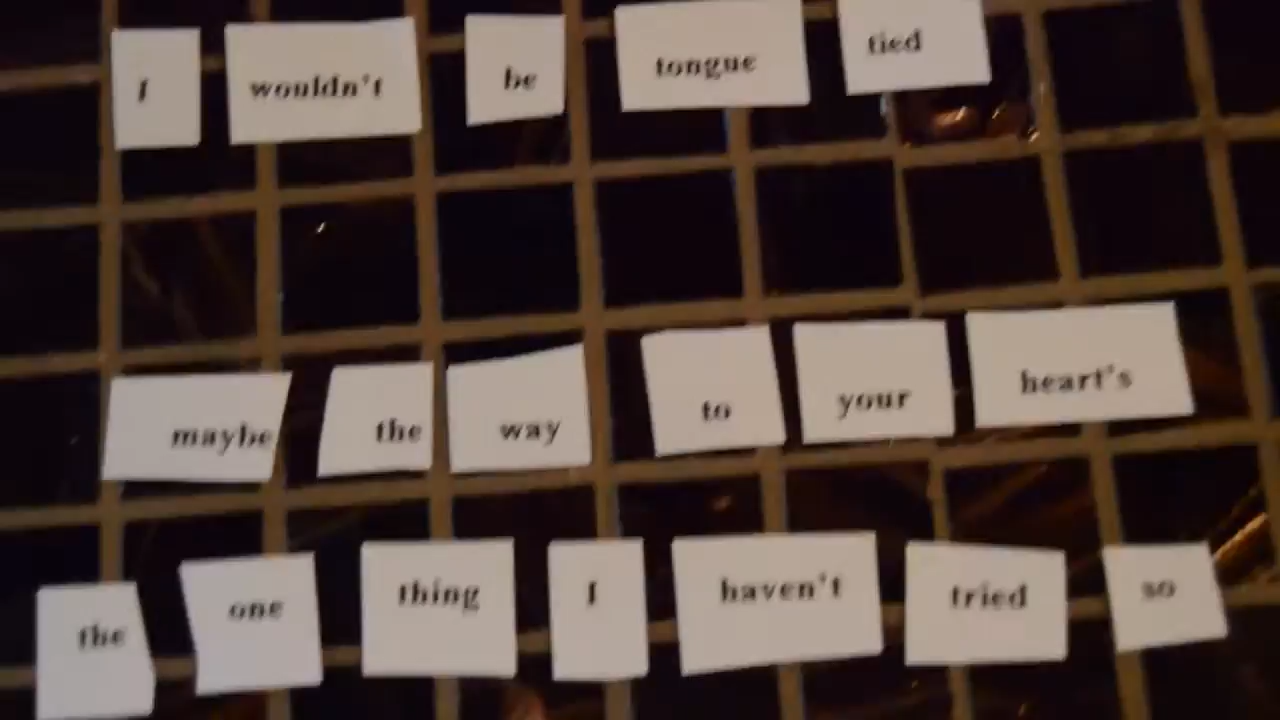 I wouldn't be tongue tied
maybe the way to your heart's
the one thing I haven't tried so